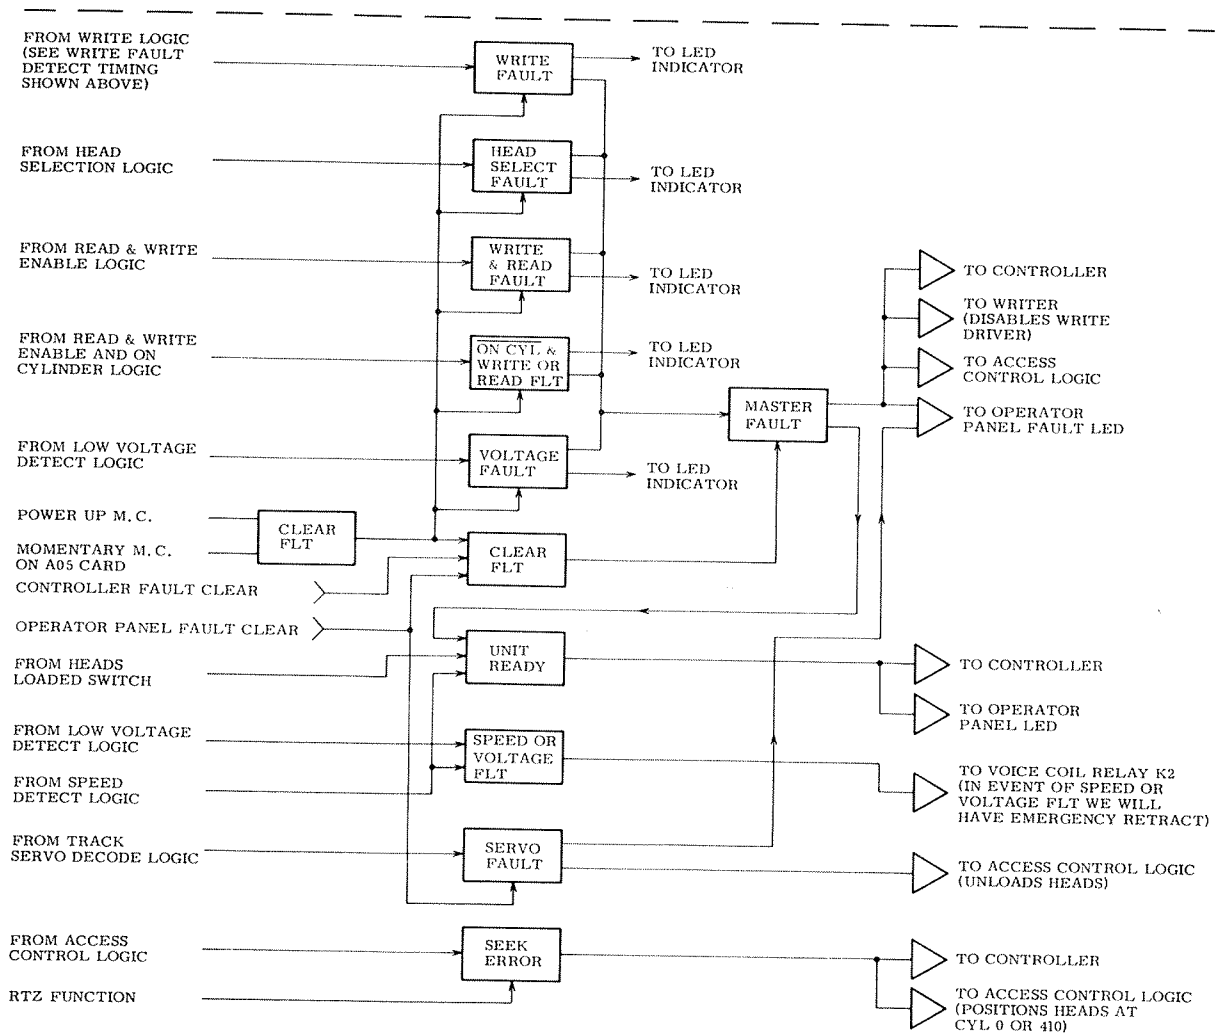 FROM WRITE LOGIC
(SEE WRITE FAULT
DETECT TIMING
SHOWN ABOVE)
WRITE
FAULT
TO LED
INDICATOR
FROM HEAD
SELECTION LOGIC
HEAD
SELECT
FAULT
TO LED
INDICATOR
FROM READ & WRITE
ENABLE LOGIC
WRITE
& READ
FAULT
TO LED
INDICATOR
TO CONTROLLER
TO WRITER
(DISABLES WRITE
DRIVER)
FROM READ & WRITE
ENABLE AND ON
CYLINDER LOGIC
ON CYL &
WRITE OR
READ FLT
TO LED
INDICATOR
TO ACCESS
CONTROL LOGIC
MASTER
FAULT
TO OPERATOR
PANEL FAULT LED
FROM LOW VOLTAGE
DETECT LOGIC
VOLTAGE
FAULT
TO LED
INDICATOR
POWER UP M.C.
CLEAR
FLT
MOMENTARY M.C.
ON A05 CARD
CLEAR
FLT
CONTROLLER FAULT CLEAR
OPERATOR PANEL FAULT CLEAR
UNIT
READY
FROM HEADS
LOADED SWITCH
TO CONTROLLER
TO OPERATOR
PANEL LED
FROM LOW VOLTAGE
DETECT LOGIC
SPEED OR
VOLTAGE
FLT
FROM SPEED
DETECT LOGIC
TO VOICE COIL RELAY K2
(IN EVENT OF SPEED OR
VOLTAGE FLT WE WILL
HAVE EMERGENCY RETRACT)
FROM TRACK
SERVO DECODE LOGIC
SERVO
FAULT
TO ACCESS CONTROL LOGIC
(UNLOADS HEADS)
FROM ACCESS
CONTROL LOGIC
SEEK
ERROR
TO CONTROLLER
RTZ FUNCTION
TO ACCESS CONTROL LOGIC
(POSITIONS HEADS AT
CYL 0 OR 410)